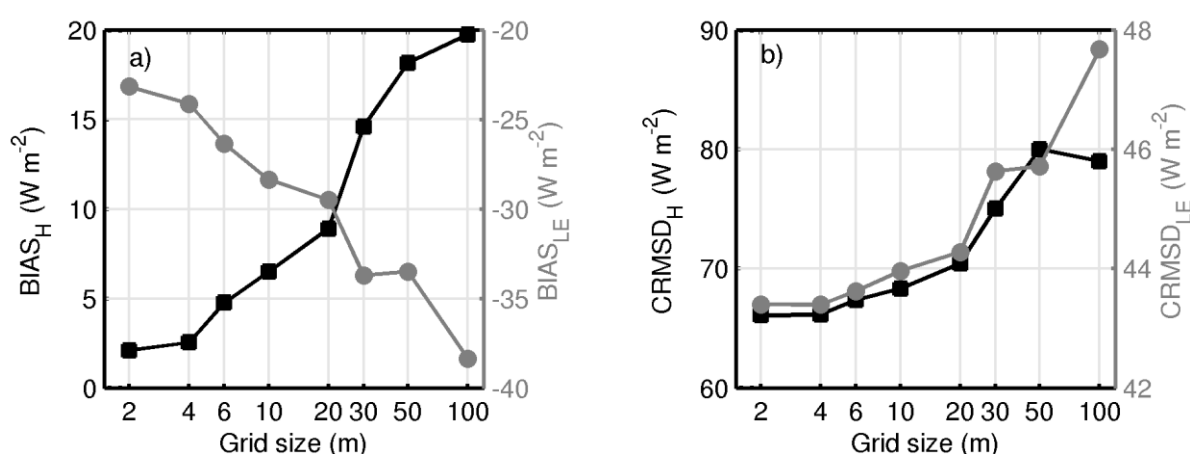 a)
BIAS_H (W m^-2)
20
15
10
5
0
-20
-25
-30
-35
-40
BIAS_LE (W m^-2)
2 4 6 10 20 30 50 100
Grid size (m)
b)
CRMSD_H (W m^-2)
90
80
70
60
48
46
44
42
CRMSD_LE (W m^-2)
2 4 6 10 20 30 50 100
Grid size (m)